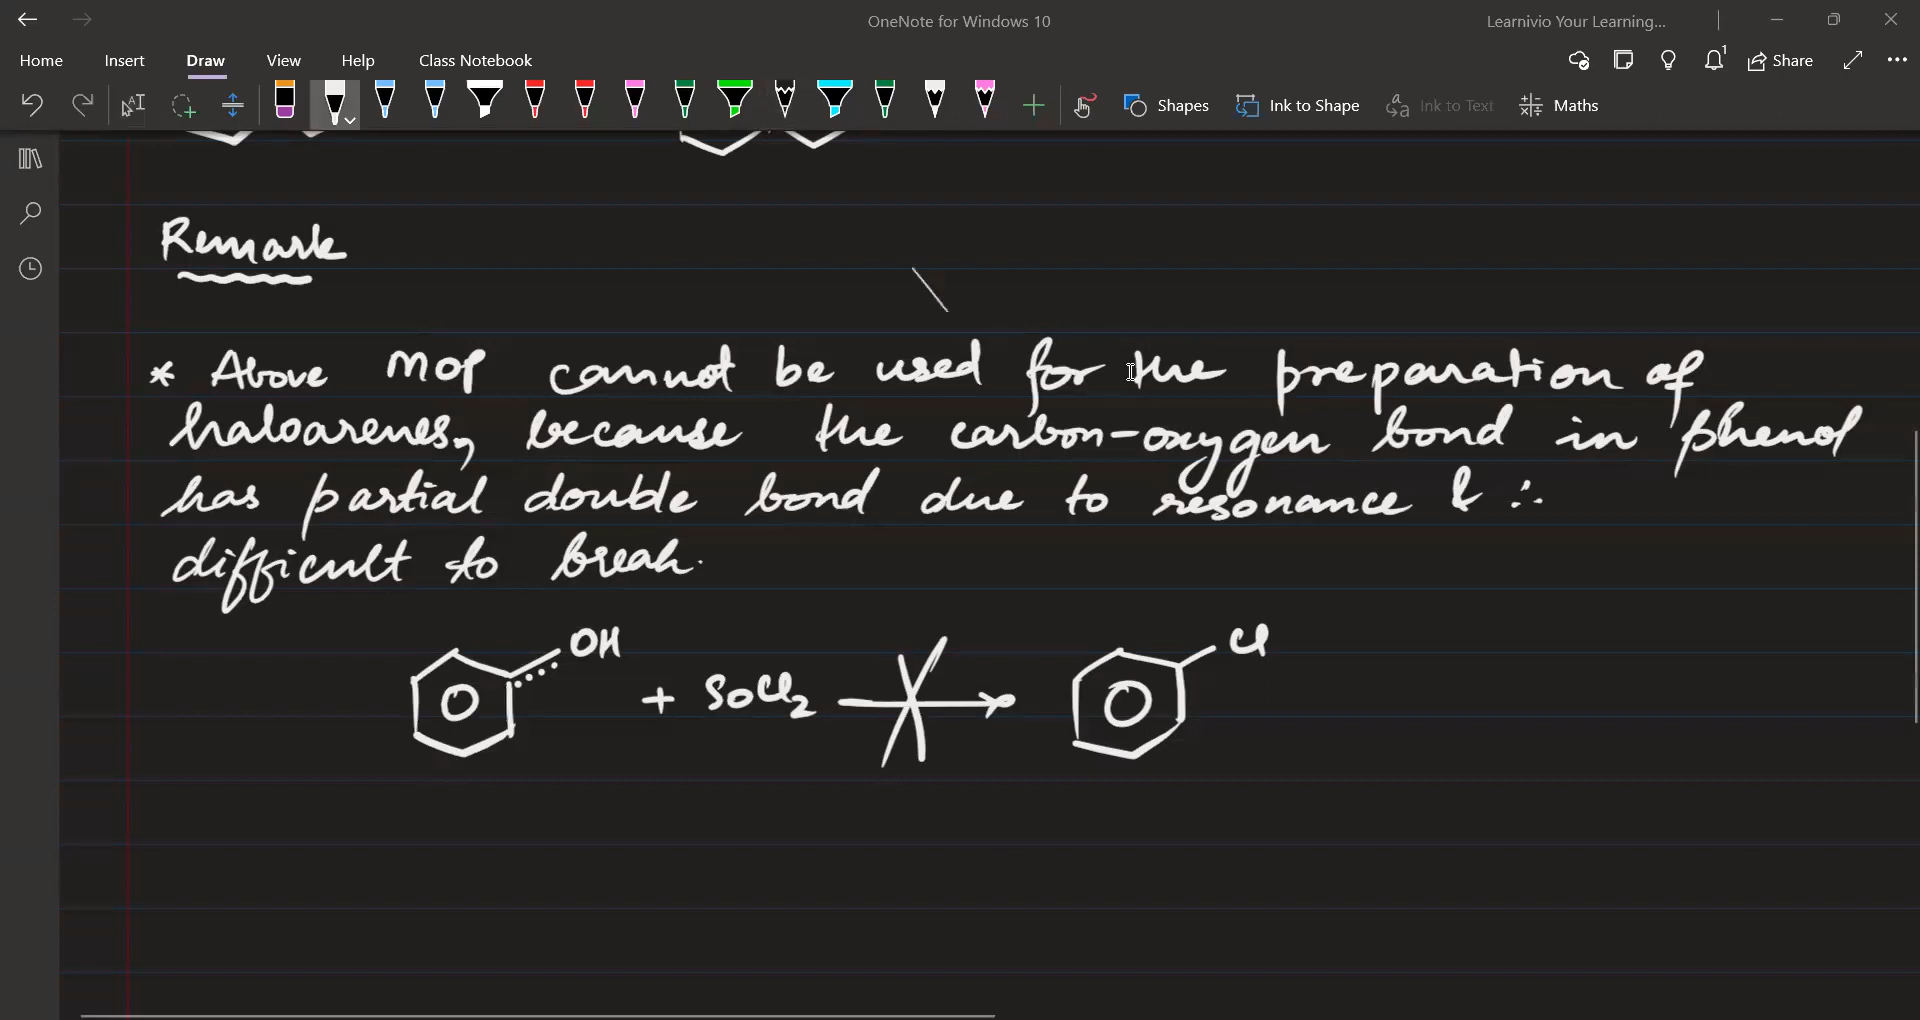 OneNote for Windows 10
Learnivio Your Learning...
Home Insert Draw View Help Class Notebook
1
Share
Shapes Ink to Shape Ink to Text Maths
Remark
* Above MOP cannot be used for the preparation of
haloarenes, because the carbon-oxygen bond in phenol
has partial double bond due to resonance & ∴
difficult to break.
OH
Cl
+ SOCl2